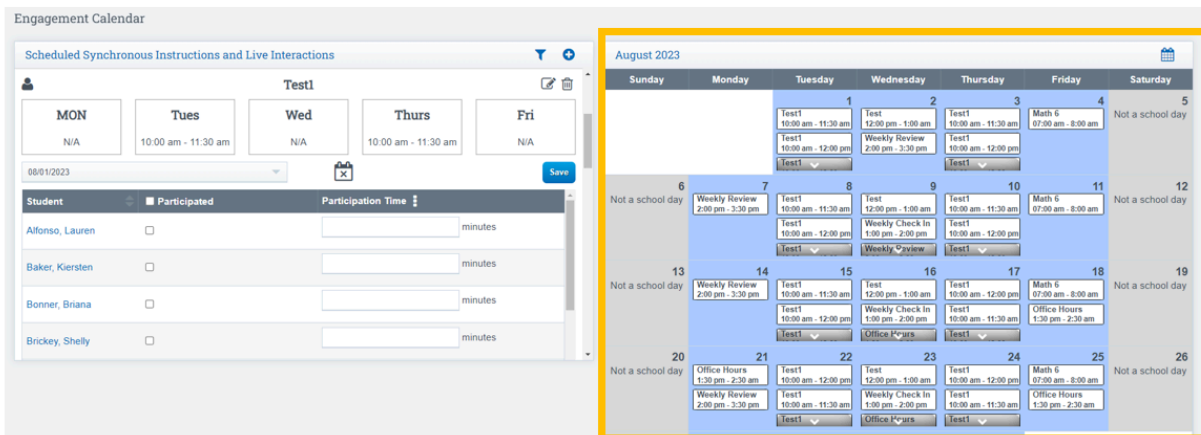 Engagement Calendar
Scheduled Synchronous Instructions and Live Interactions
Test1
MON Tues Wed Thurs Fri
N/A 10:00 am - 11:30 am N/A 10:00 am - 11:30 am N/A
08/01/2023 Save
Student Participated Participation Time
Alfonso, Lauren minutes
Baker, Kiersten minutes
Bonner, Briana minutes
Brickey, Shelly minutes
August 2023
Sunday Monday Tuesday Wednesday Thursday Friday Saturday
1 2 3 4 5
Test1 Test Test1 Math 6 Not a school day
10:00 am - 11:30 am 12:00 pm - 1:00 am 10:00 am - 11:30 am 07:00 am - 8:00 am
Test1 Weekly Review Test1
10:00 am - 12:00 pm 2:00 pm - 3:30 pm 10:00 am - 12:00 pm
Test1 Test1
6 7 8 9 10 11 12
Not a school day Weekly Review Test1 Test Test1 Math 6 Not a school day
2:00 pm - 3:30 pm 10:00 am - 11:30 am 12:00 pm - 1:00 am 10:00 am - 11:30 am 07:00 am - 8:00 am
Test1 Weekly Check In Test1
10:00 am - 12:00 pm 1:00 pm - 2:00 pm 10:00 am - 12:00 pm
Test1 Weekly Review Test1
13 14 15 16 17 18 19
Not a school day Weekly Review Test1 Test Test1 Math 6 Not a school day
2:00 pm - 3:30 pm 10:00 am - 11:30 am 12:00 pm - 1:00 am 10:00 am - 12:00 pm 07:00 am - 8:00 am
Test1 Weekly Check In Test1 Office Hours
10:00 am - 12:00 pm 1:00 pm - 2:00 pm 10:00 am - 11:30 am 1:30 pm - 2:30 am
Test1 Office Hours Test1
20 21 22 23 24 25 26
Not a school day Office Hours Test1 Test Test1 Math 6 Not a school day
1:30 pm - 2:30 am 10:00 am - 12:00 pm 12:00 pm - 1:00 am 10:00 am - 12:00 pm 07:00 am - 8:00 am
Weekly Review Test1 Weekly Check In Test1 Office Hours
2:00 pm - 3:30 pm 10:00 am - 11:30 am 1:00 pm - 2:00 pm 10:00 am - 11:30 am 1:30 pm - 2:30 am
Test1 Office Hours Test1